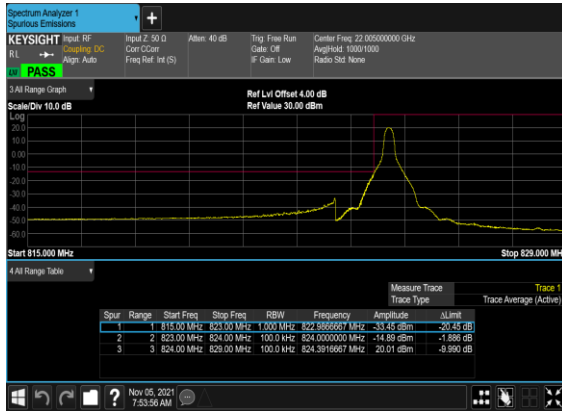 Spectrum Analyzer 1
Spurious Emissions
+
KEYSIGHT Input: RF Input Z: 50 Ω Atten: 40 dB Trig: Free Run Center Freq: 22.005000000 GHz
RL Coupling: DC Corr CCorr Gate: Off Avg|Hold: 1000/1000
Align: Auto Freq Ref: Int (S) IF Gain: Low Radio Std: None
LV PASS
3 All Range Graph
Ref Lvl Offset 4.00 dB
Scale/Div 10.0 dB Ref Value 30.00 dBm
Log
20.0
10.0
0.00
-10.0
-20.0
-30.0
-40.0
-50.0
-60.0
Start 815.000 MHz Stop 829.000 MH
4 All Range Table
Measure Trace Trace 1
Trace Type Trace Average (Active)
Spur Range Start Freq Stop Freq RBW Frequency Amplitude ΔLimit
1 1 815.00 MHz 823.00 MHz 1.000 MHz 822.9866667 MHz -33.45 dBm -20.45 dB
2 2 823.00 MHz 824.00 MHz 100.0 kHz 824.0000000 MHz -14.89 dBm -1.886 dB
3 3 824.00 MHz 829.00 MHz 100.0 kHz 824.3916667 MHz 20.01 dBm -9.990 dB
? Nov 05, 2021
7:53:56 AM